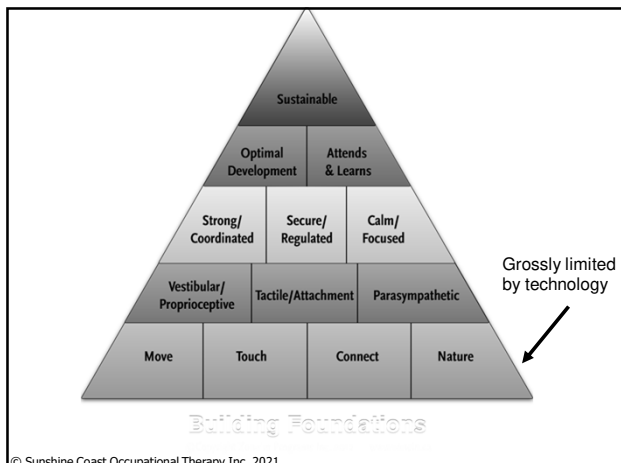 Sustainable
Optimal
Development
Attends
& Learns
Strong/
Coordinated
Secure/
Regulated
Calm/
Focused
Vestibular/
Proprioceptive
Tactile/Attachment
Parasympathetic
Grossly limited
by technology
Move
Touch
Connect
Nature
Building Foundations
© Sunshine Coast Occupational Therapy Inc. 2021